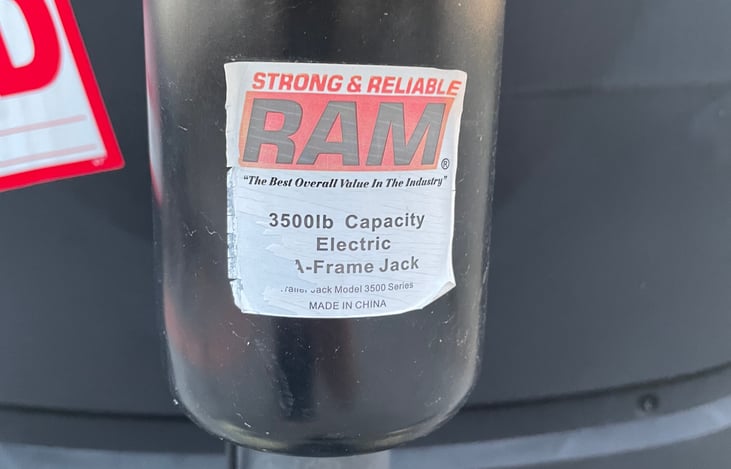 STRONG & RELIABLE
RAM®
"The Best Overall Value In The Industry"
3500lb Capacity
Electric
A-Frame Jack
Jack Model 3500 Series
MADE IN CHINA